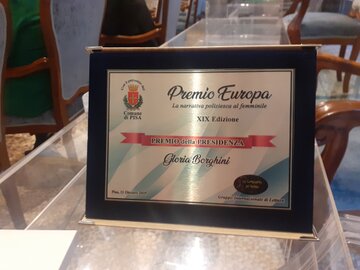 Comune
di PISA
Premio Europa
La narrativa poliziesca al femminile
XIX Edizione
PREMIO della PRESIDENZA
Gloria Borghini
Pisa,
Gruppo Internazionale di Lettura